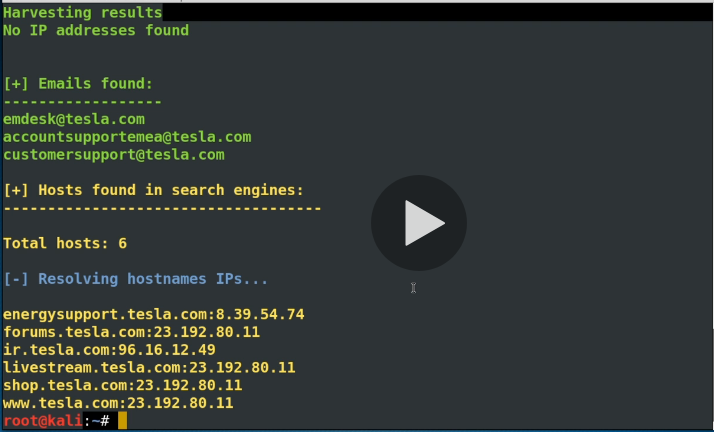 Harvesting results
No IP addresses found
[+] Emails found:
------------------
emdesk@tesla.com
accountsupportemea@tesla.com
customersupport@tesla.com
[+] Hosts found in search engines:
------------------------------------
Total hosts: 6
[-] Resolving hostnames IPs...
energysupport.tesla.com:8.39.54.74
forums.tesla.com:23.192.80.11
ir.tesla.com:96.16.12.49
livestream.tesla.com:23.192.80.11
shop.tesla.com:23.192.80.11
www.tesla.com:23.192.80.11
root@kali:~#